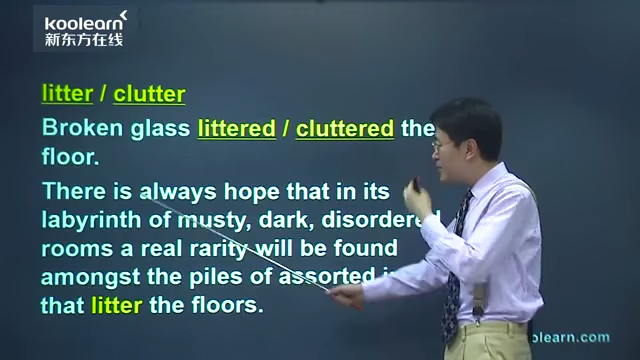 koolearn
新东方在线
litter / clutter
Broken glass littered / cluttered the
floor.
There is always hope that in its
labyrinth of musty, dark, disordered
rooms a real rarity will be found
amongst the piles of assorted
that litter the floors.
olearn.com